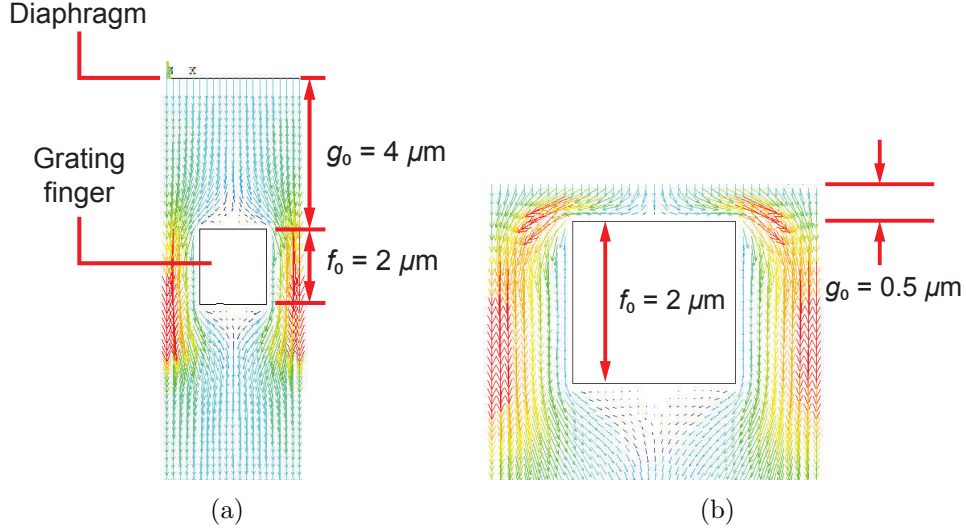 Diaphragm
X
g₀ = 4 µm
Grating
finger
f₀ = 2 µm
f₀ = 2 µm
g₀ = 0.5 µm
(a)
(b)